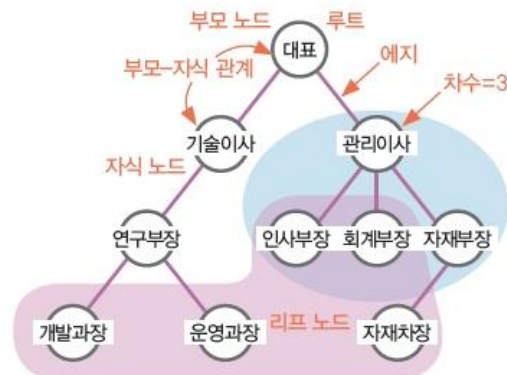 부모 노드 루트
대표
부모-자식 관계
에지
차수=3
기술이사 관리이사
자식 노드
연구부장 인사부장 회계부장 자재부장
개발과장 운영과장 리프 노드 자재차장